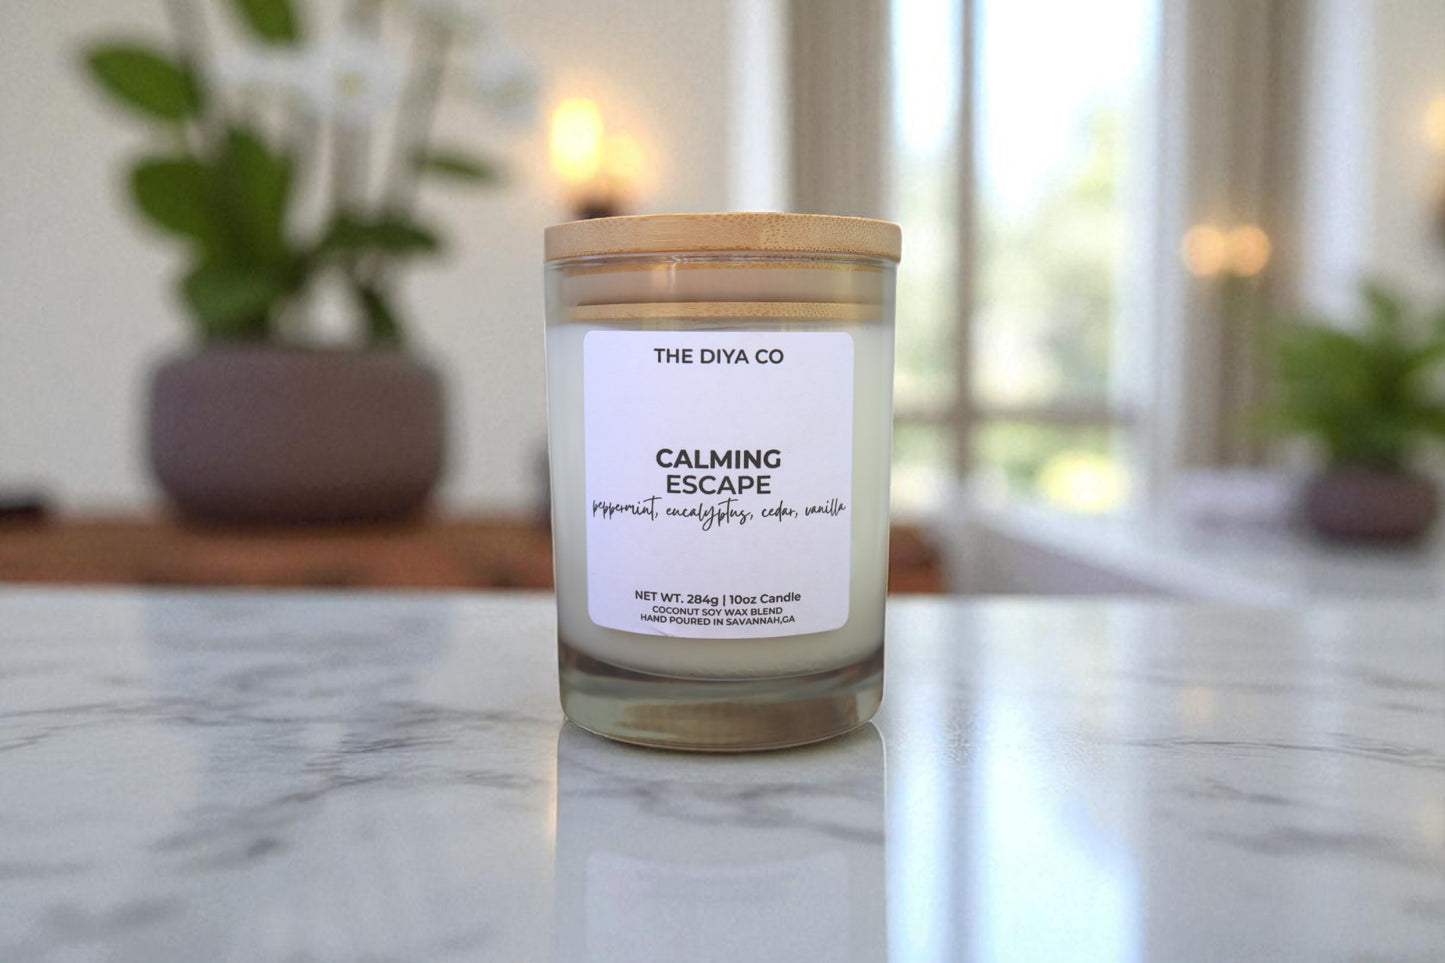 THE DIYA CO
CALMING
ESCAPE
peppermint, eucalyptus, cedar, vanilla
NET WT. 284g | 10oz Candle
COCONUT SOY WAX BLEND
HAND POURED IN SAVANNAH,GA